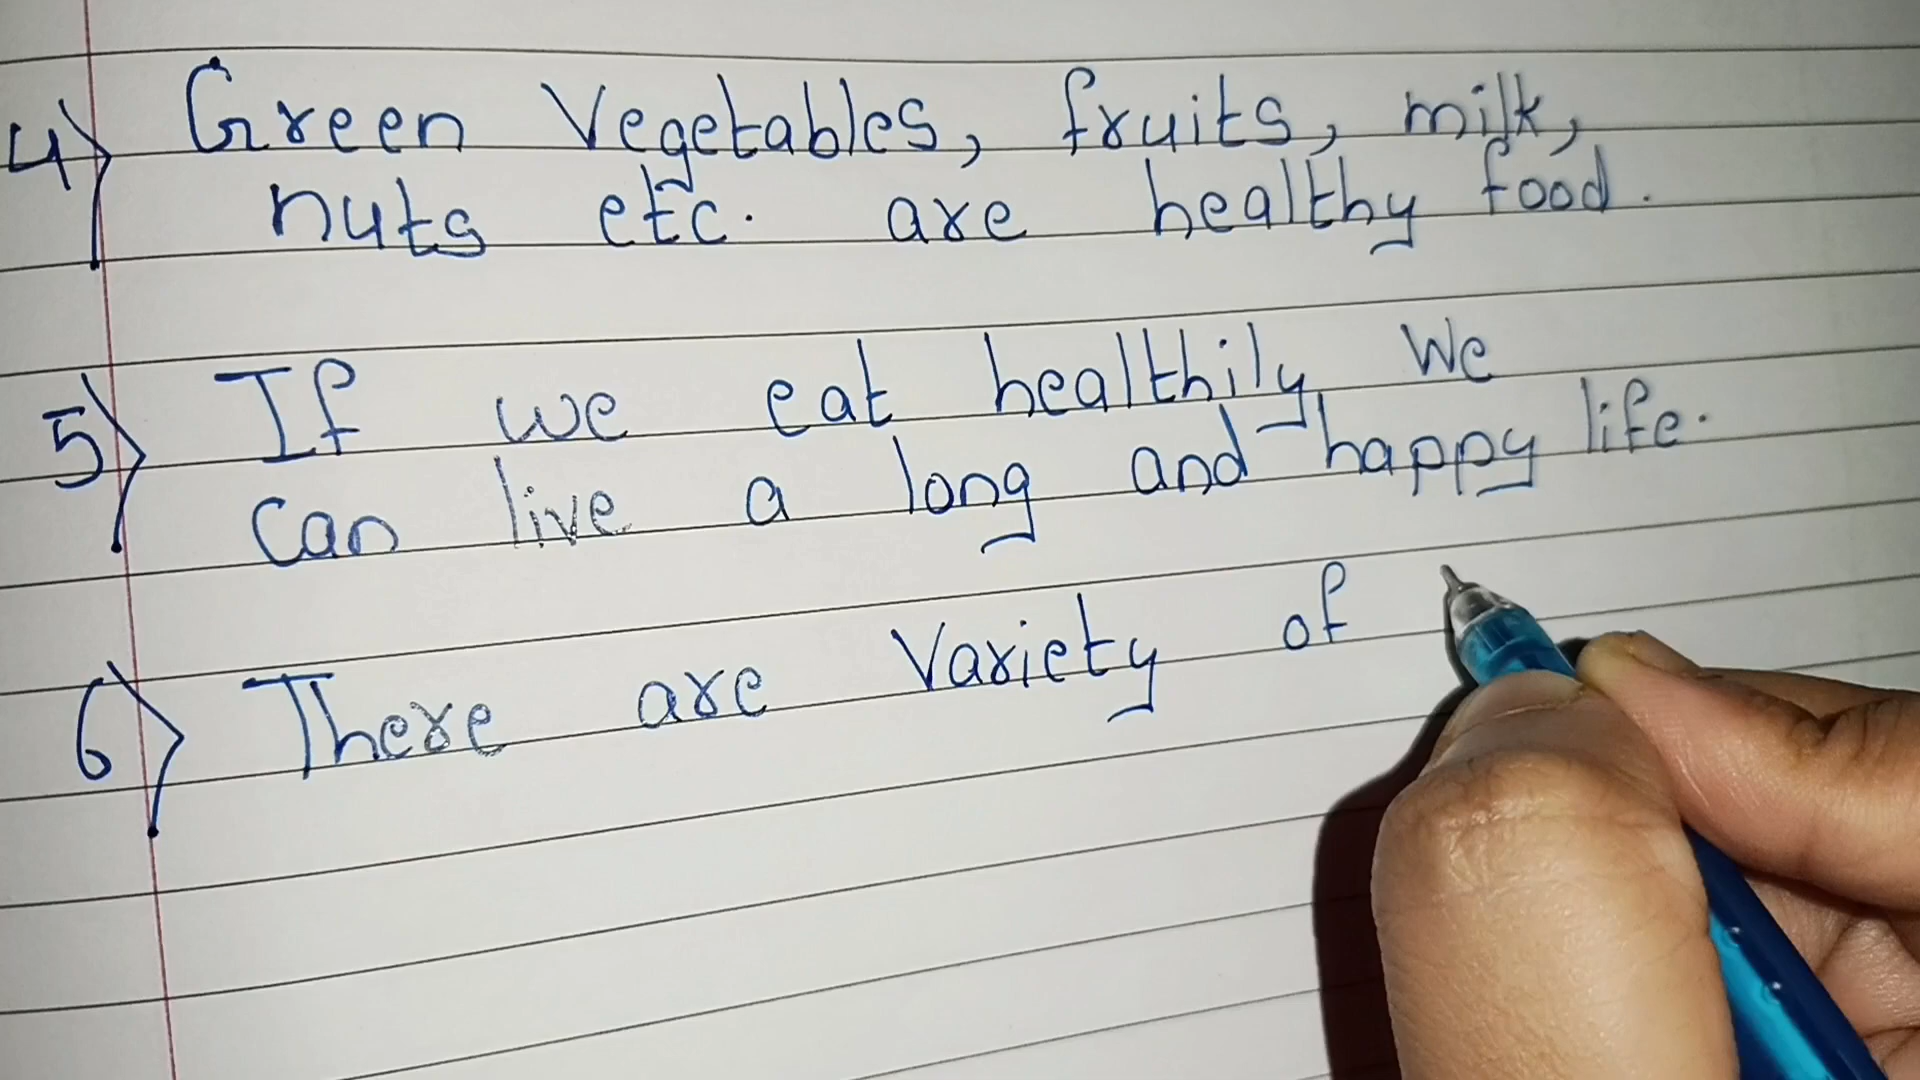 4) Green Vegetables, fruits, milk,
nuts etc. are healthy food.
5) If we eat healthily we
can live a long and happy life.
6) There are Variety of